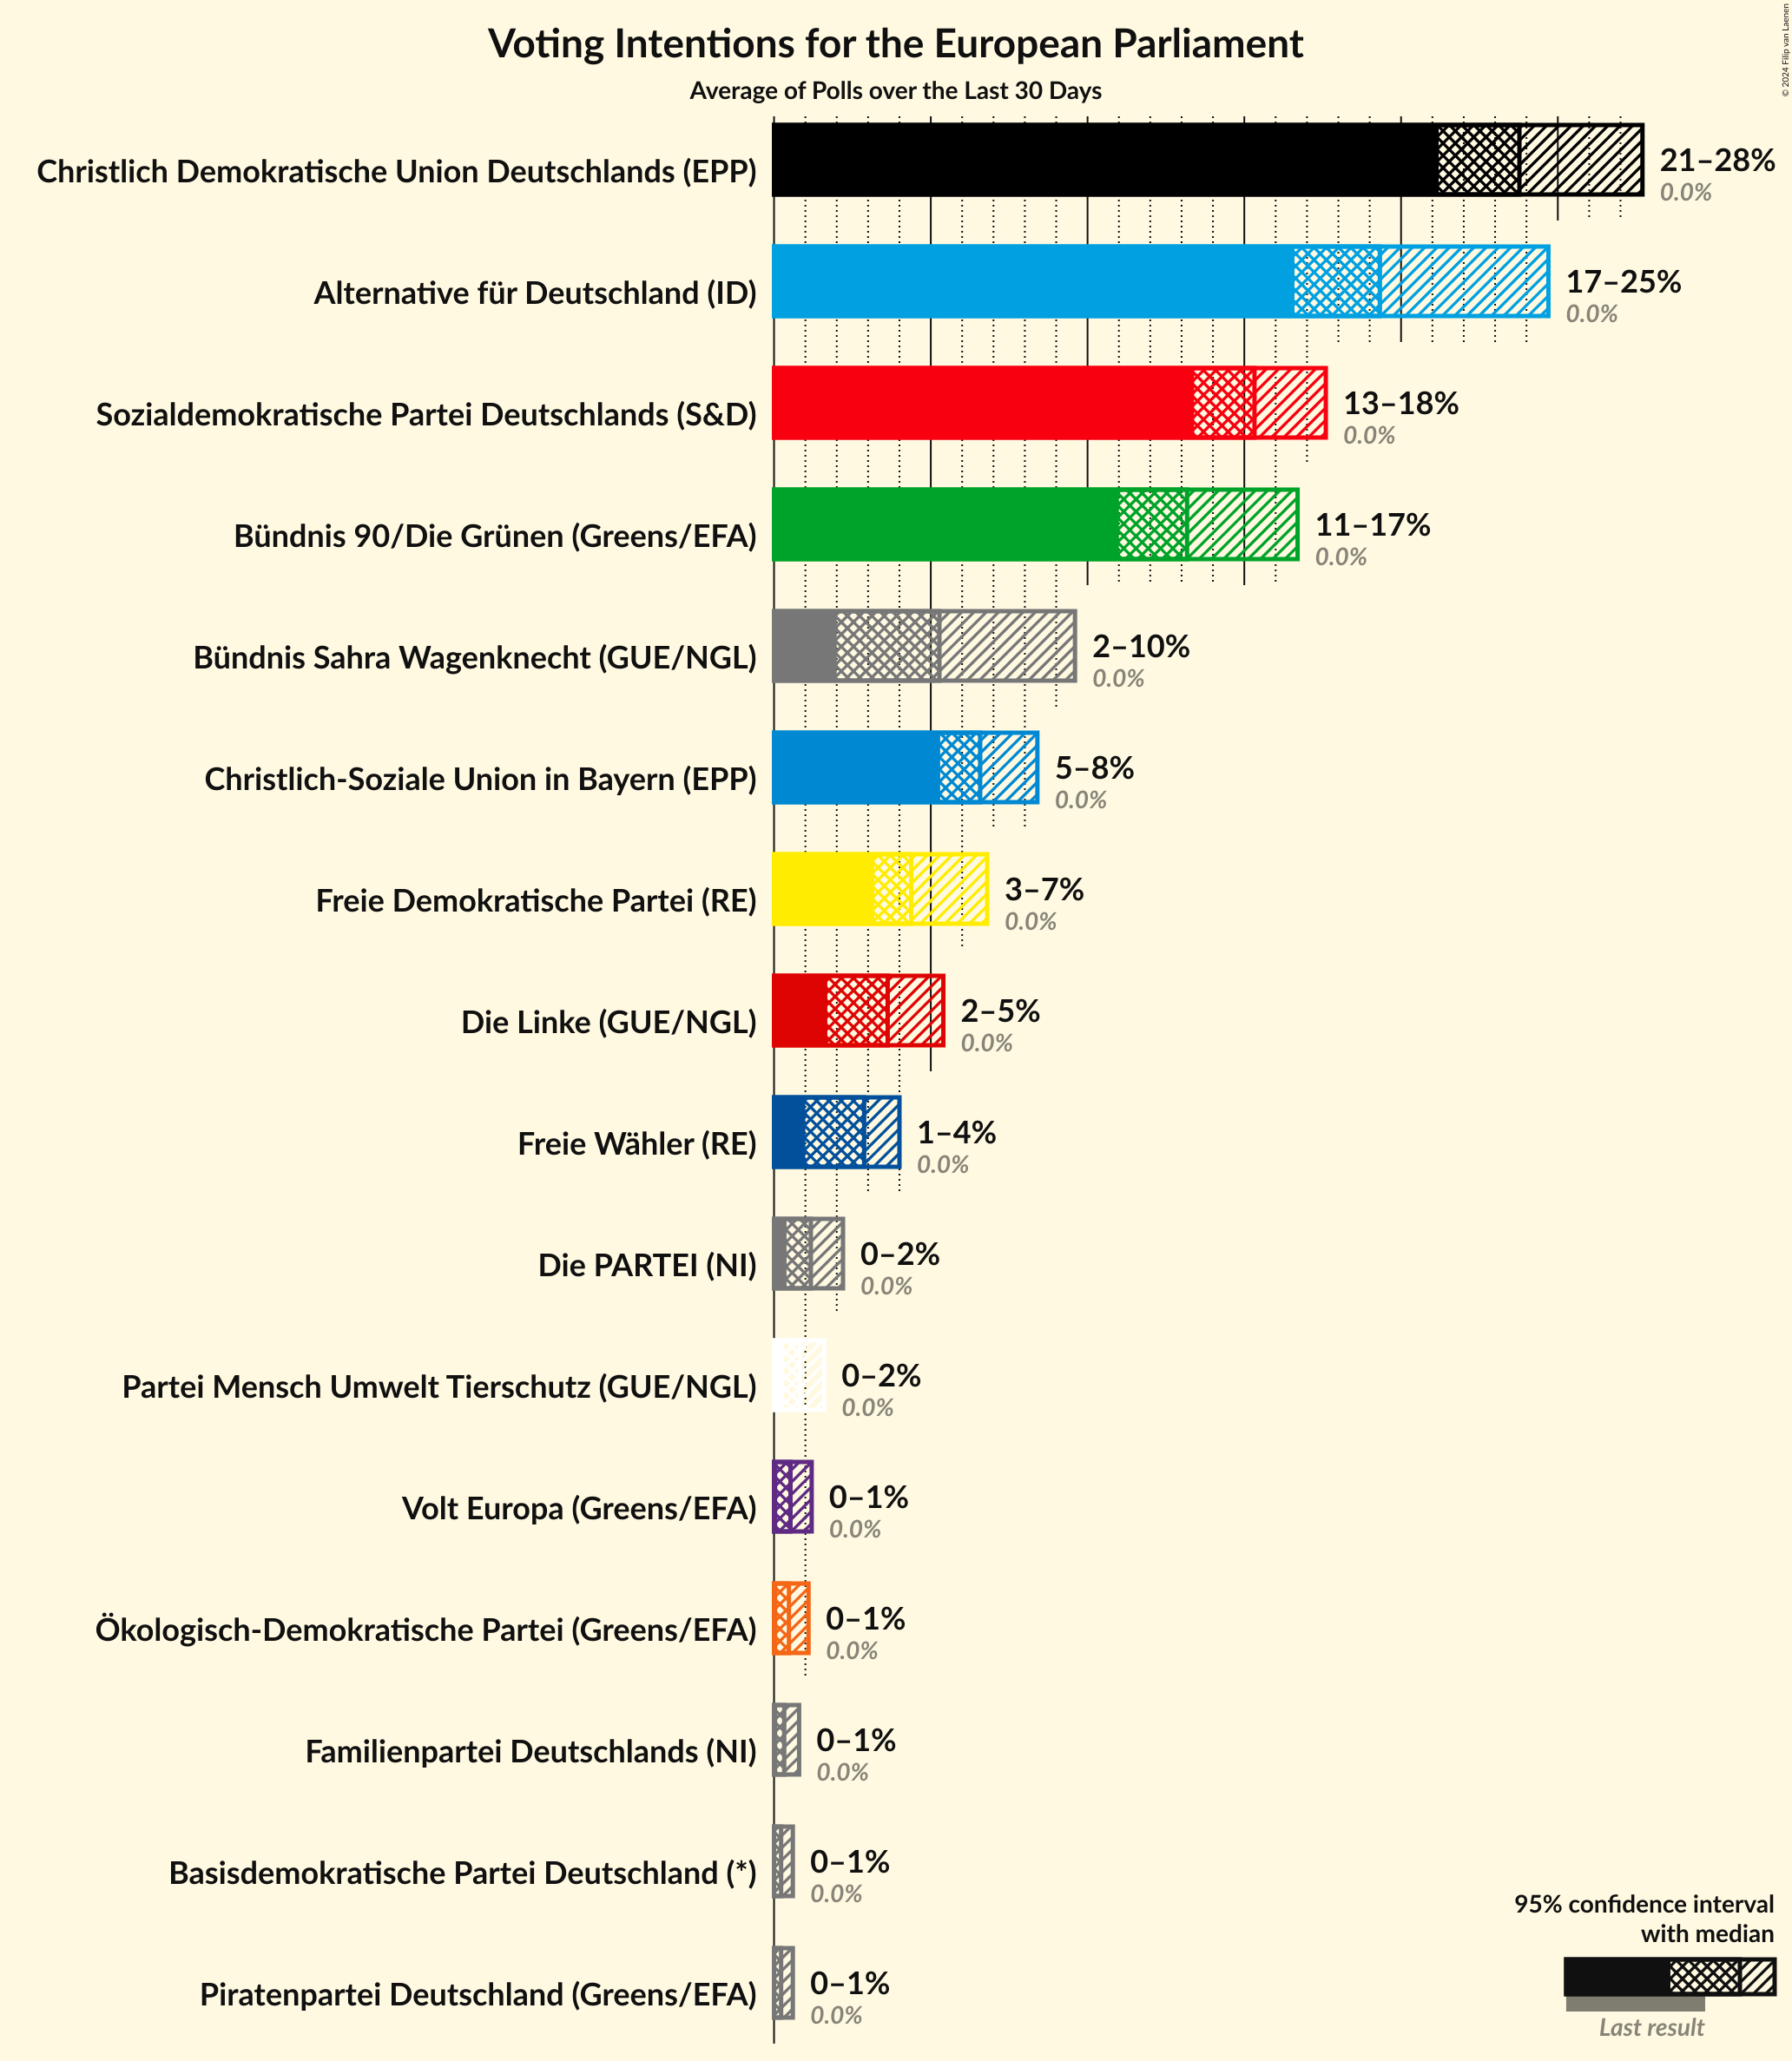 Voting Intentions for the European Parliament
Average of Polls over the Last 30 Days
© 2024 Filip van Laenen
Christlich Demokratische Union Deutschlands (EPP)
21–28%
0.0%
Alternative für Deutschland (ID)
17–25%
0.0%
Sozialdemokratische Partei Deutschlands (S&D)
13–18%
0.0%
Bündnis 90/Die Grünen (Greens/EFA)
11–17%
0.0%
Bündnis Sahra Wagenknecht (GUE/NGL)
2–10%
0.0%
Christlich-Soziale Union in Bayern (EPP)
5–8%
0.0%
Freie Demokratische Partei (RE)
3–7%
0.0%
Die Linke (GUE/NGL)
2–5%
0.0%
Freie Wähler (RE)
1–4%
0.0%
Die PARTEI (NI)
0–2%
0.0%
Partei Mensch Umwelt Tierschutz (GUE/NGL)
0–2%
0.0%
Volt Europa (Greens/EFA)
0–1%
0.0%
Ökologisch-Demokratische Partei (Greens/EFA)
0–1%
0.0%
Familienpartei Deutschlands (NI)
0–1%
0.0%
Basisdemokratische Partei Deutschland (*)
0–1%
0.0%
Piratenpartei Deutschland (Greens/EFA)
0–1%
0.0%
95% confidence interval
with median
Last result